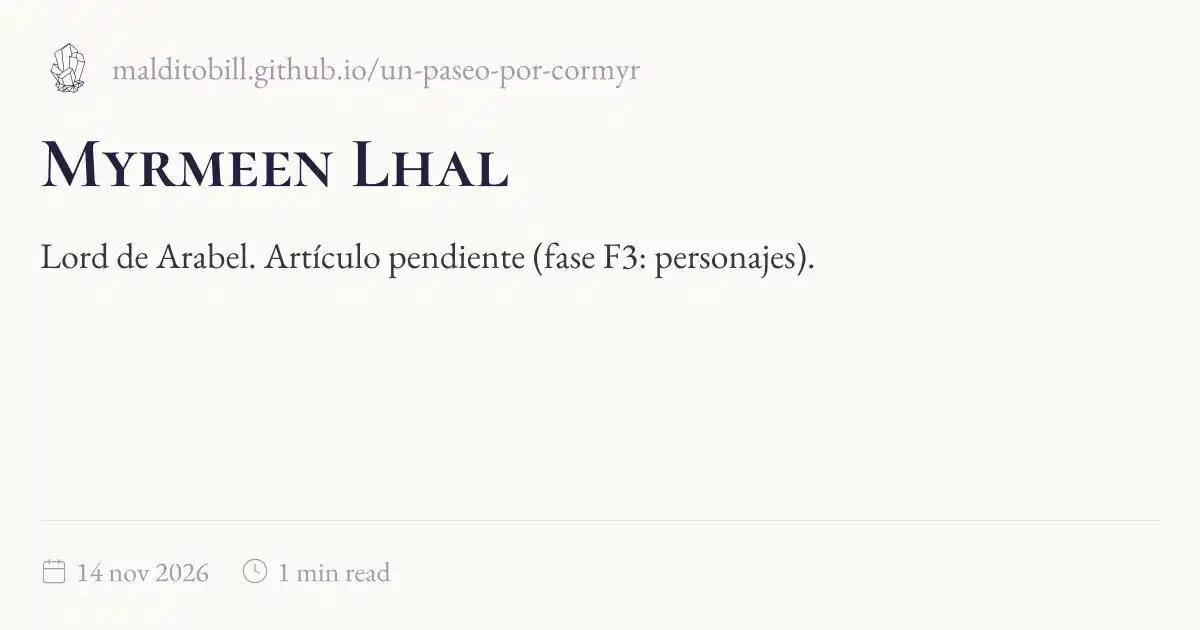 malditobill.github.io/un-paseo-por-cormyr
Myrmeen Lhal
Lord de Arabel. Artículo pendiente (fase F3: personajes).
14 nov 2026 1 min read